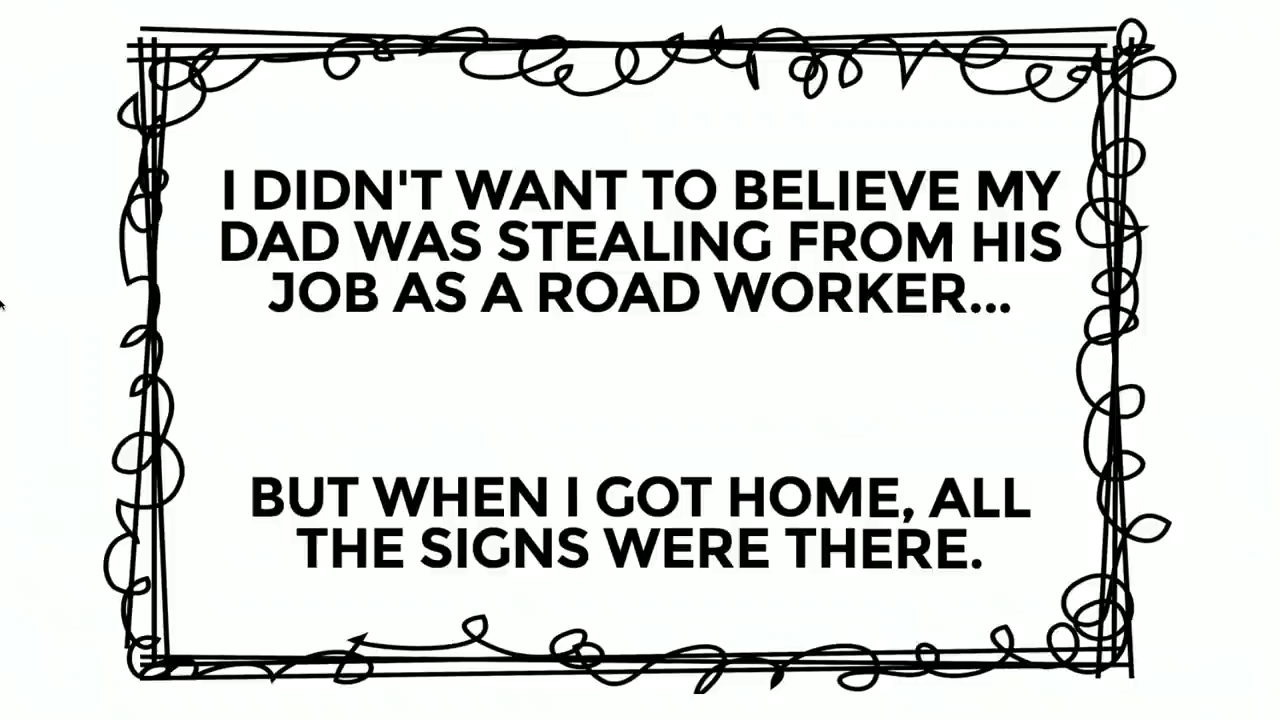 I DIDN'T WANT TO BELIEVE MY
DAD WAS STEALING FROM HIS
JOB AS A ROAD WORKER...
BUT WHEN I GOT HOME, ALL
THE SIGNS WERE THERE.